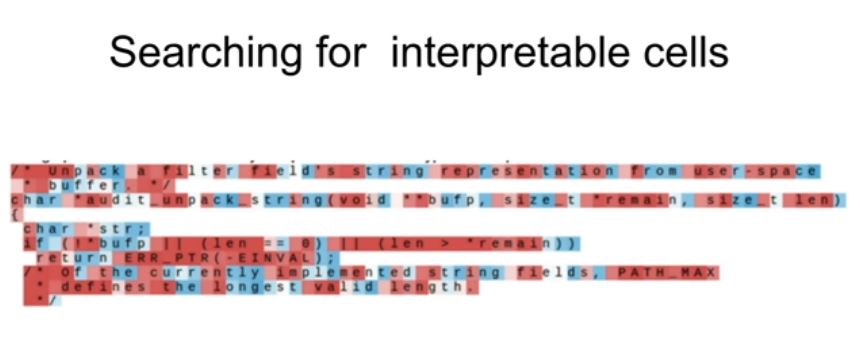 Searching for interpretable cells
/* Unpack a filter field's string representation from user-space
* buffer. */
char *audit_unpack_string(void **bufp, size_t *remain, size_t len)
{
char *str;
if (!*bufp || (len == 0) || (len > *remain))
return ERR_PTR(-EINVAL);
/* Of the currently implemented string fields, PATH_MAX
* defines the longest valid length.
*/